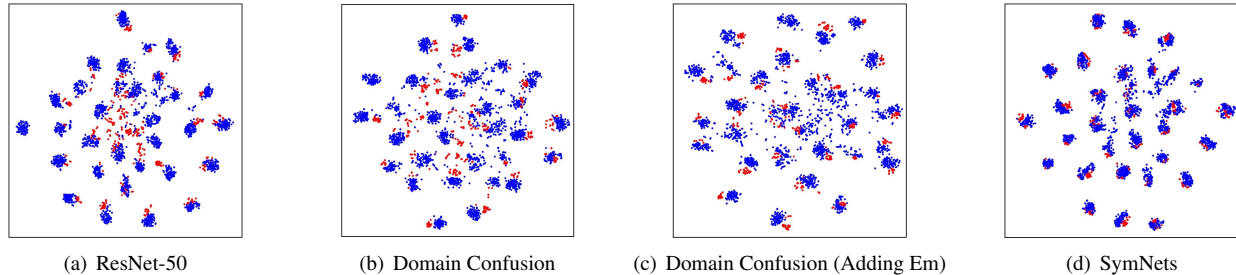 (a) ResNet-50
(b) Domain Confusion
(c) Domain Confusion (Adding Em)
(d) SymNets